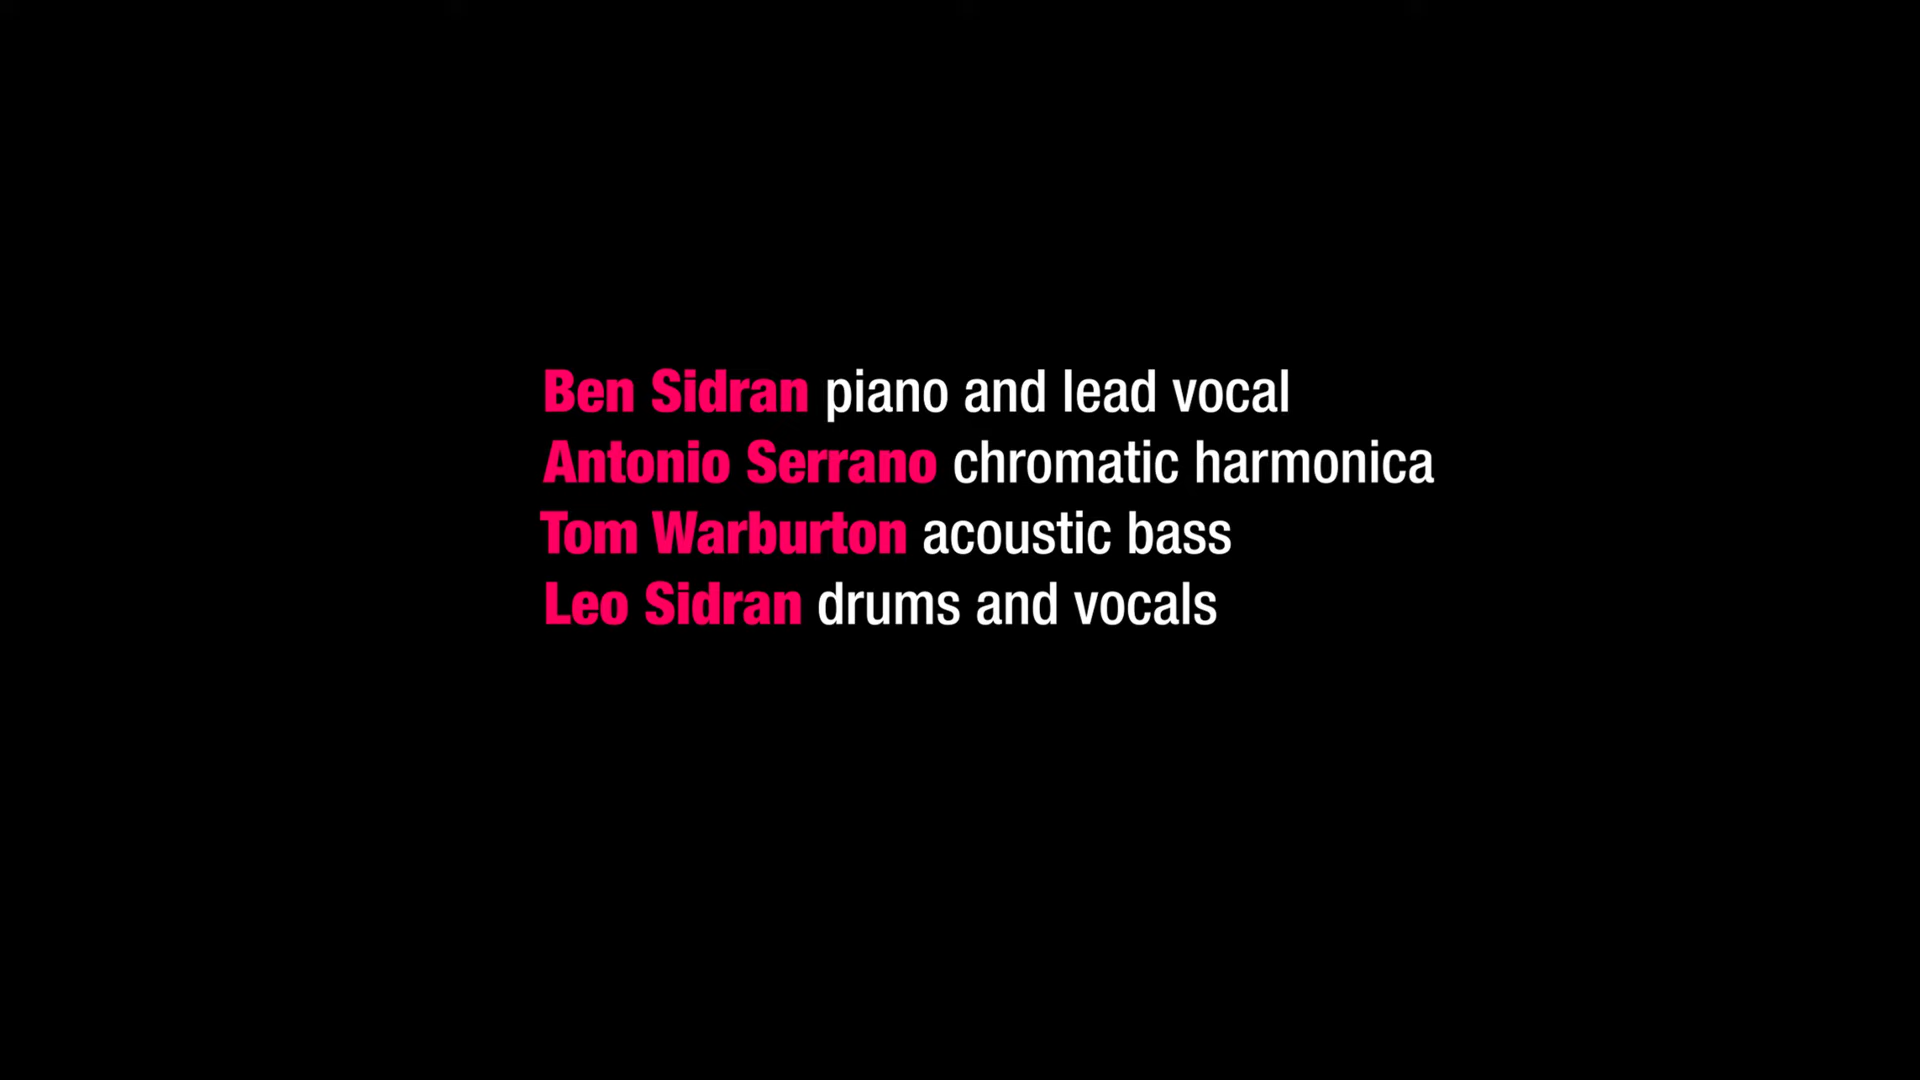 Ben Sidran piano and lead vocal
Antonio Serrano chromatic harmonica
Tom Warburton acoustic bass
Leo Sidran drums and vocals